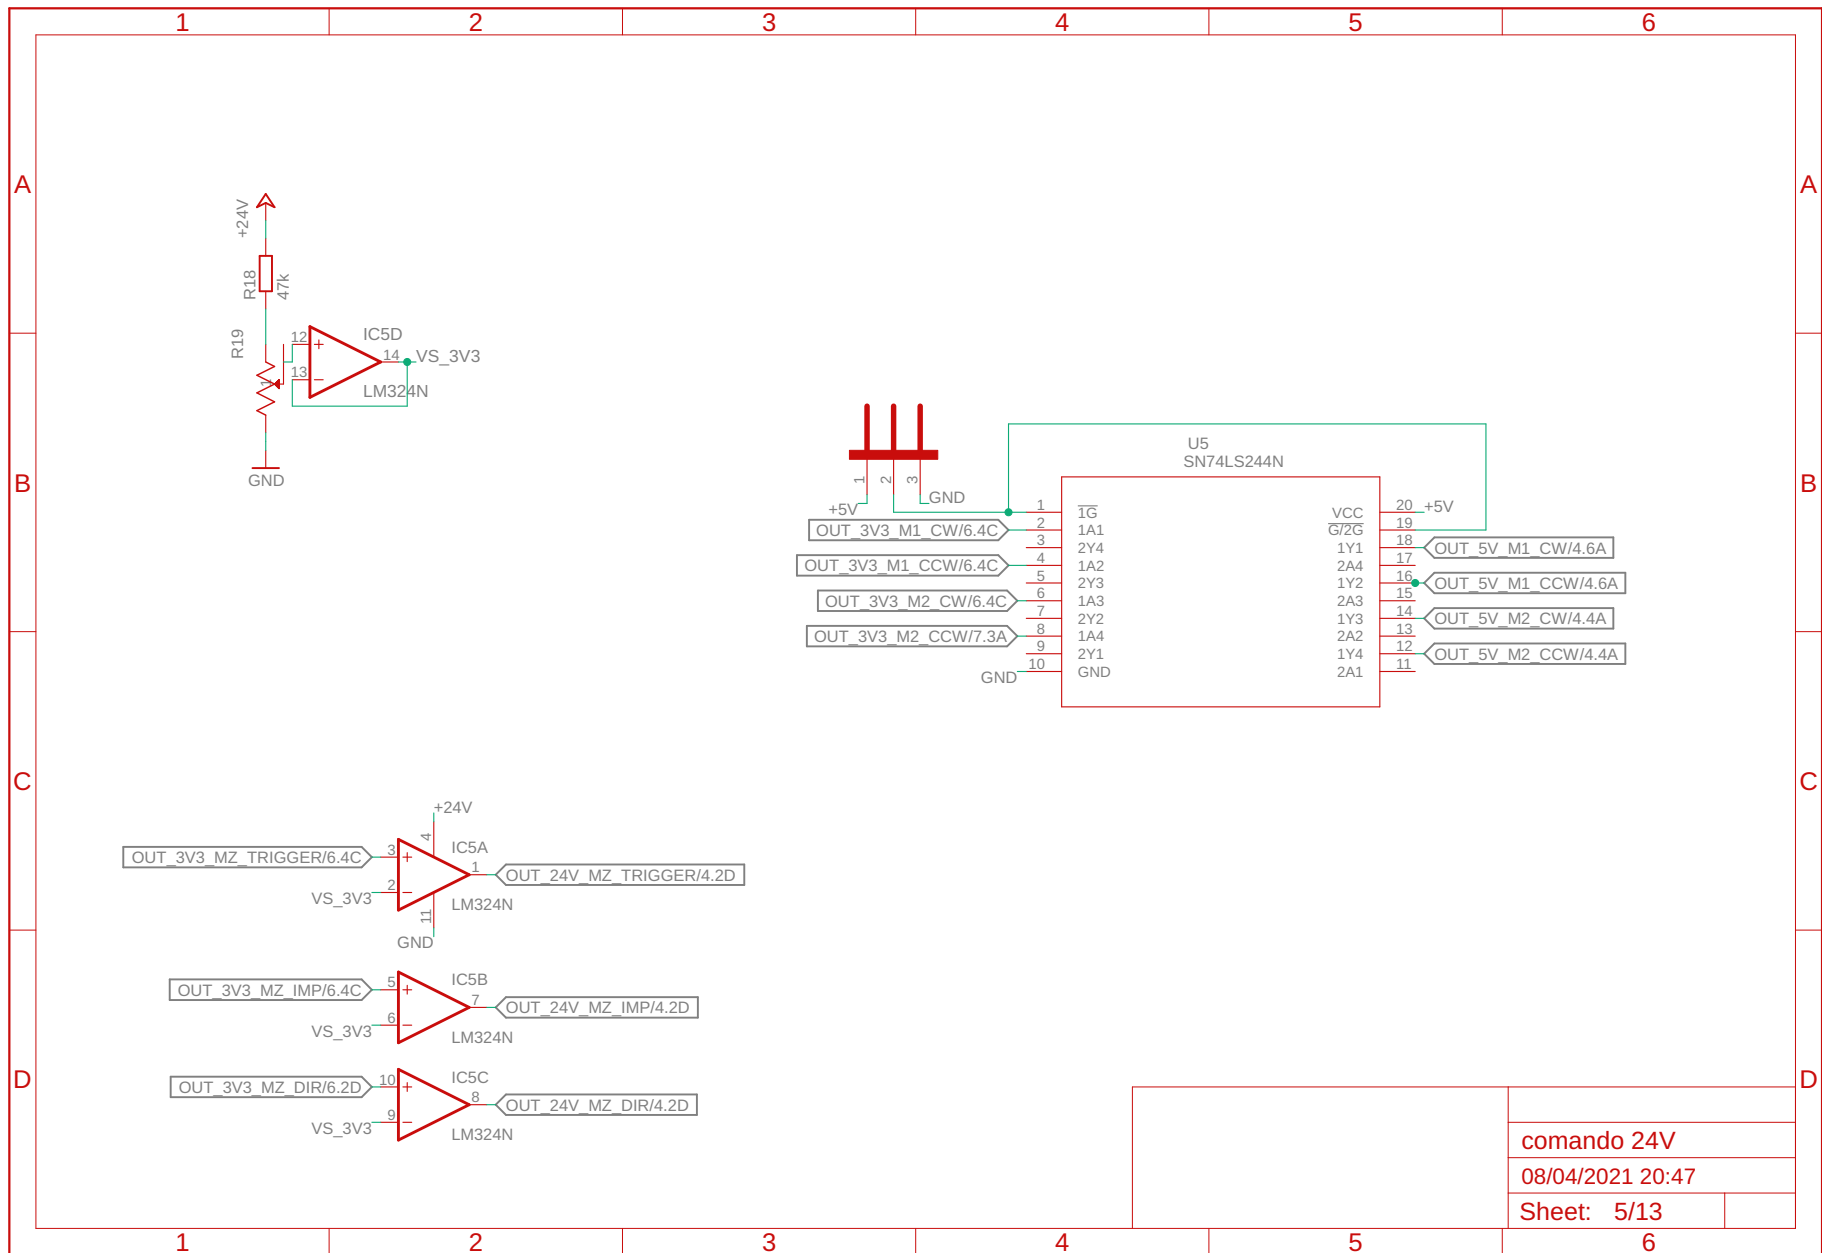 1 2 3 4 5 6
A A
+24V
R18
47k
R19
1
12
13
14
IC5D
VS_3V3
LM324N
GND
B B
1 2 3
+5V
GND
U5
SN74LS244N
1 1G VCC 20 +5V
OUT_3V3_M1_CW/6.4C 2 1A1 G/2G 19
3 2Y4 1Y1 18 OUT_5V_M1_CW/4.6A
OUT_3V3_M1_CCW/6.4C 4 1A2 2A4 17
5 2Y3 1Y2 16 OUT_5V_M1_CCW/4.6A
OUT_3V3_M2_CW/6.4C 6 1A3 2A3 15
7 2Y2 1Y3 14 OUT_5V_M2_CW/4.4A
OUT_3V3_M2_CCW/7.3A 8 1A4 2A2 13
9 2Y1 1Y4 12 OUT_5V_M2_CCW/4.4A
GND 10 GND 2A1 11
C C
+24V
4
IC5A
OUT_3V3_MZ_TRIGGER/6.4C 3 +
1 OUT_24V_MZ_TRIGGER/4.2D
VS_3V3 2 −
LM324N
11
GND
IC5B
OUT_3V3_MZ_IMP/6.4C 5 +
7 OUT_24V_MZ_IMP/4.2D
VS_3V3 6 −
LM324N
D D
IC5C
OUT_3V3_MZ_DIR/6.2D 10 +
8 OUT_24V_MZ_DIR/4.2D
VS_3V3 9 −
LM324N
comando 24V
08/04/2021 20:47
Sheet: 5/13
1 2 3 4 5 6